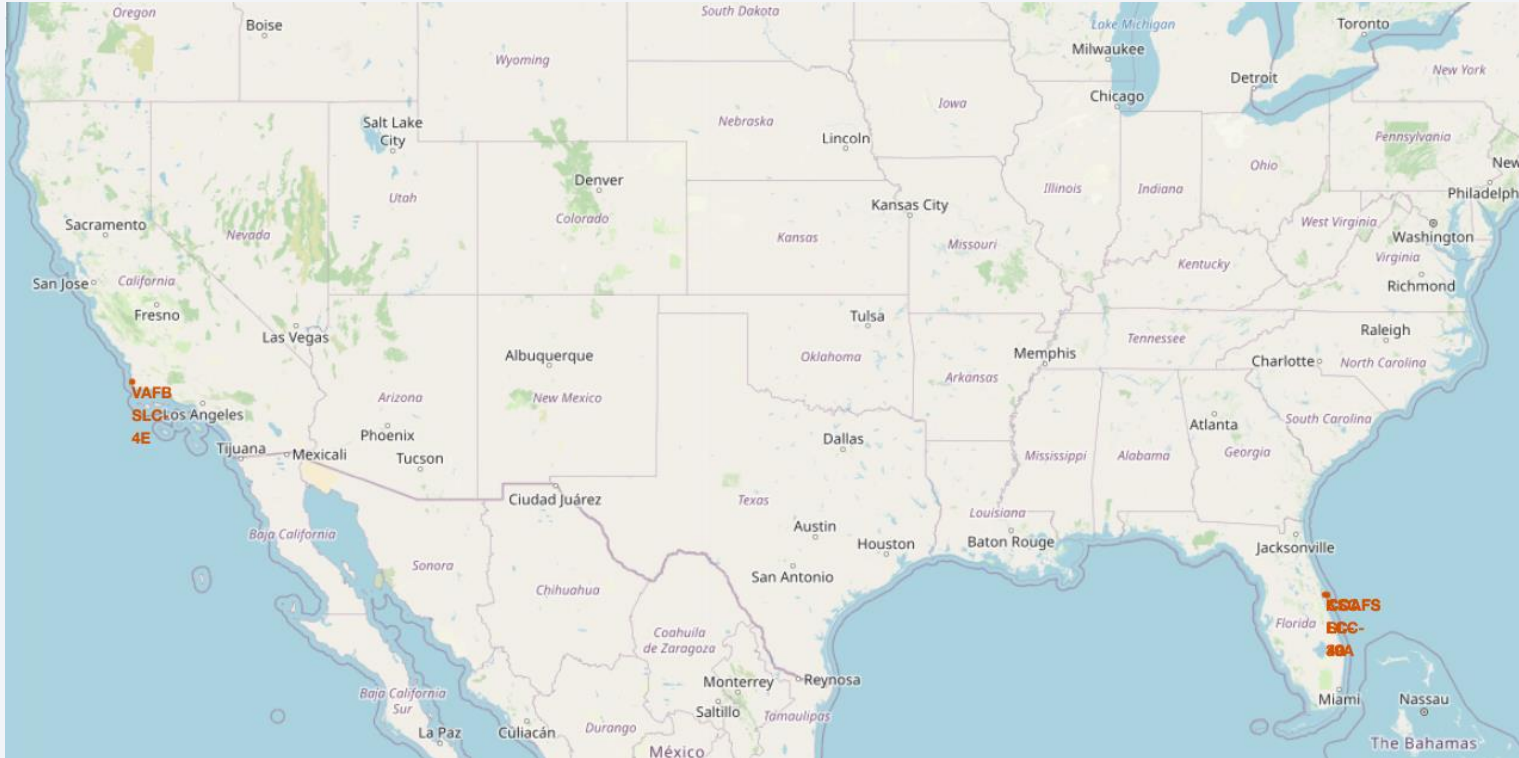 Oregon
Boise
South Dakota
Lake Michigan
Toronto
Milwaukee
Wyoming
Detroit
New York
Chicago
Iowa
Salt Lake
City
Nebraska
Lincoln
Pennsylvania
New
Ohio
Denver
Illinois
Indiana
Philadelph
Utah
Colorado
Kansas City
Sacramento
Nevada
Kansas
Missouri
West Virginia
Washington
Virginia
San Jose
California
Kentucky
Richmond
Fresno
Las Vegas
Tulsa
Raleigh
Albuquerque
Oklahoma
Memphis
Tennessee
Charlotte
North Carolina
Arkansas
VAFB
SLC-
4E
Los Angeles
Arizona
New Mexico
South Carolina
Phoenix
Dallas
Atlanta
Tijuana
Mexicali
Tucson
Mississippi
Alabama
Georgia
Ciudad Juárez
Texas
Louisiana
Baja California
Austin
Houston
Baton Rouge
Jacksonville
Sonora
Chihuahua
San Antonio
Florida
Coahuila
de Zaragoza
Monterrey
Reynosa
Baja California
Sur
Saltillo
Tamaulipas
Miami
Nassau
La Paz
Culiacán
Durango
México
The Bahamas